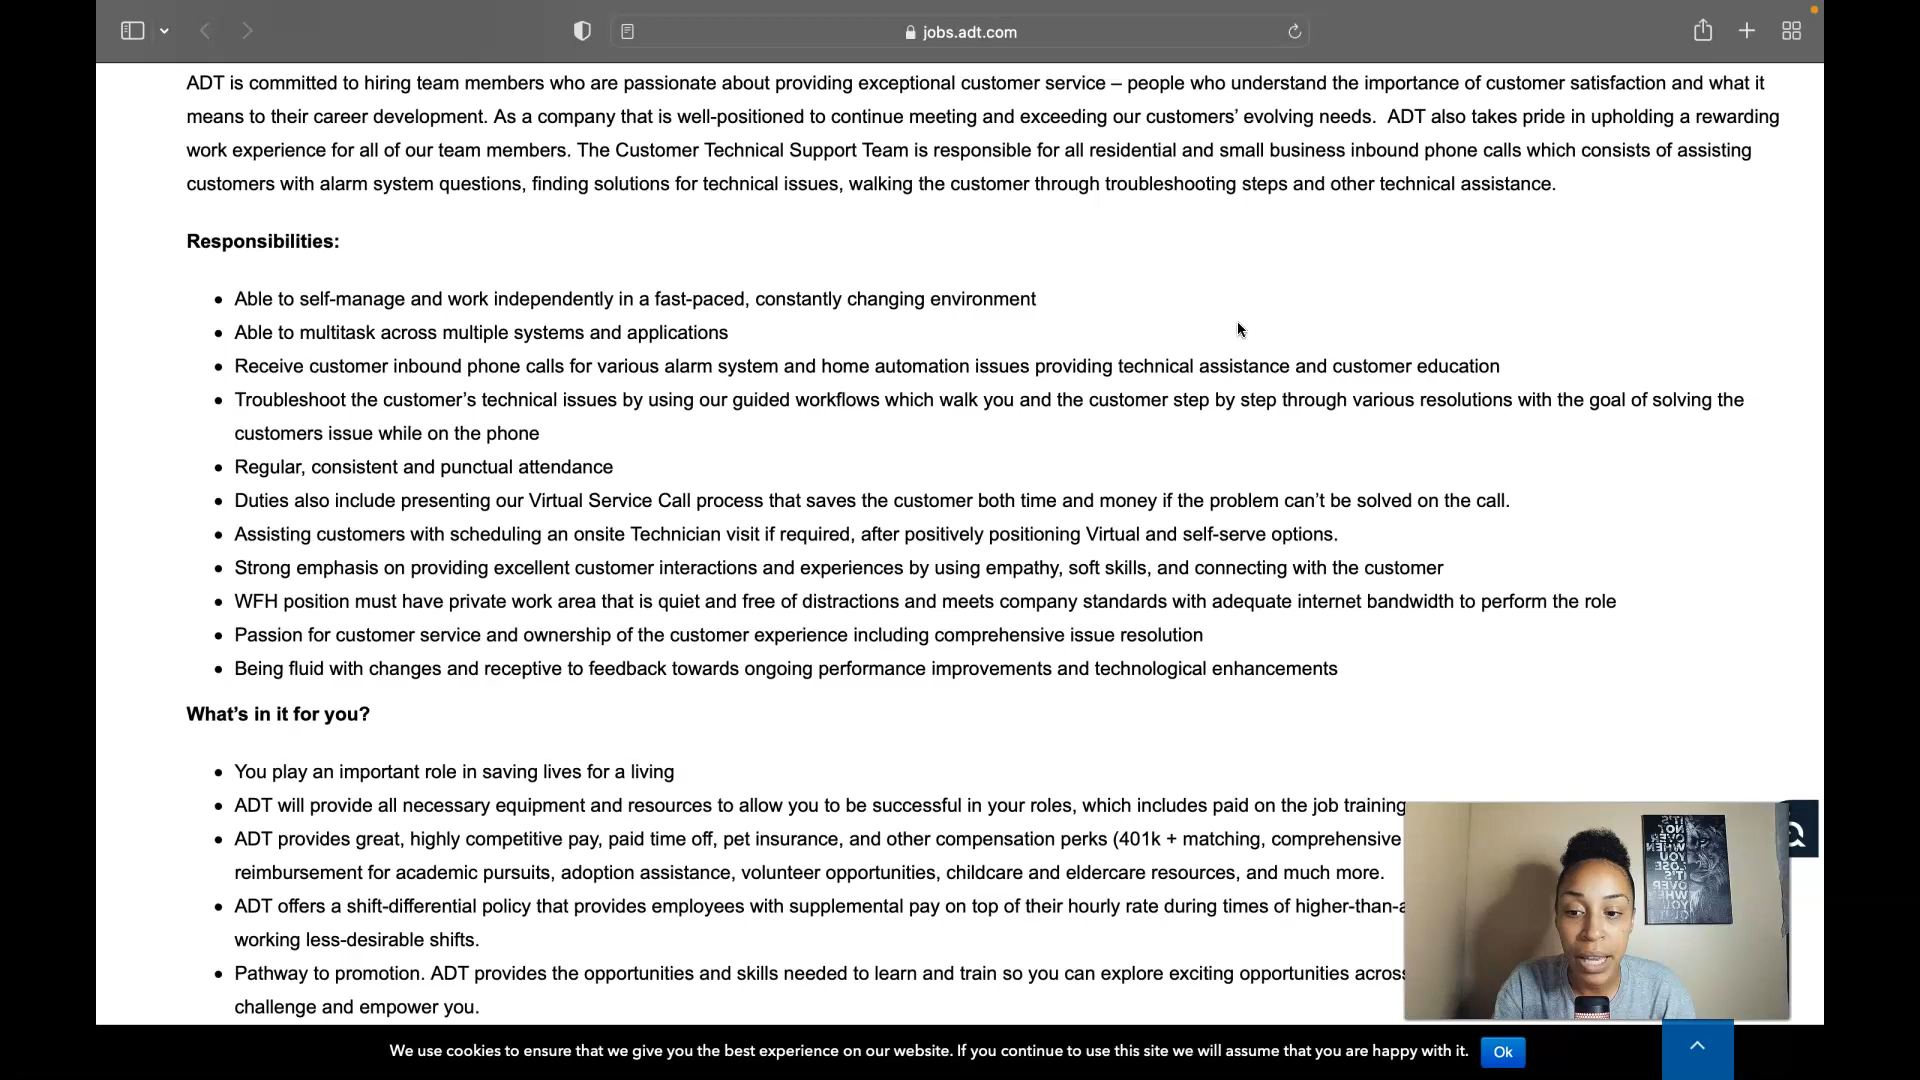 jobs.adt.com
ADT is committed to hiring team members who are passionate about providing exceptional customer service – people who understand the importance of customer satisfaction and what it
means to their career development. As a company that is well-positioned to continue meeting and exceeding our customers’ evolving needs.  ADT also takes pride in upholding a rewarding
work experience for all of our team members. The Customer Technical Support Team is responsible for all residential and small business inbound phone calls which consists of assisting
customers with alarm system questions, finding solutions for technical issues, walking the customer through troubleshooting steps and other technical assistance.
Responsibilities:
• Able to self-manage and work independently in a fast-paced, constantly changing environment
• Able to multitask across multiple systems and applications
• Receive customer inbound phone calls for various alarm system and home automation issues providing technical assistance and customer education
• Troubleshoot the customer’s technical issues by using our guided workflows which walk you and the customer step by step through various resolutions with the goal of solving the
customers issue while on the phone
• Regular, consistent and punctual attendance
• Duties also include presenting our Virtual Service Call process that saves the customer both time and money if the problem can’t be solved on the call.
• Assisting customers with scheduling an onsite Technician visit if required, after positively positioning Virtual and self-serve options.
• Strong emphasis on providing excellent customer interactions and experiences by using empathy, soft skills, and connecting with the customer
• WFH position must have private work area that is quiet and free of distractions and meets company standards with adequate internet bandwidth to perform the role
• Passion for customer service and ownership of the customer experience including comprehensive issue resolution
• Being fluid with changes and receptive to feedback towards ongoing performance improvements and technological enhancements
What’s in it for you?
• You play an important role in saving lives for a living
• ADT will provide all necessary equipment and resources to allow you to be successful in your roles, which includes paid on the job training
• ADT provides great, highly competitive pay, paid time off, pet insurance, and other compensation perks (401k + matching, comprehensive
reimbursement for academic pursuits, adoption assistance, volunteer opportunities, childcare and eldercare resources, and much more.
• ADT offers a shift-differential policy that provides employees with supplemental pay on top of their hourly rate during times of higher-than-
working less-desirable shifts.
• Pathway to promotion. ADT provides the opportunities and skills needed to learn and train so you can explore exciting opportunities across
challenge and empower you.
IT'S
NOT
OVER
WHEN
YOU
LOSE
IT'S
OVER
WHEN
YOU
We use cookies to ensure that we give you the best experience on our website. If you continue to use this site we will assume that you are happy with it.
Ok